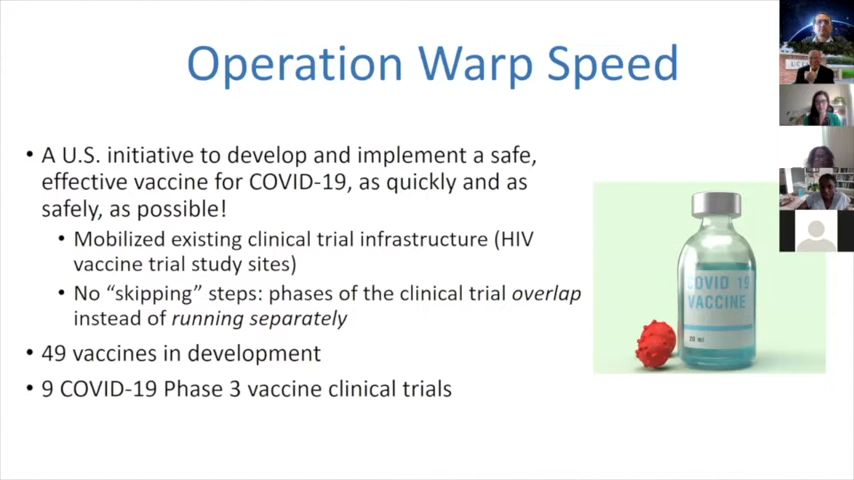 Operation Warp Speed
• A U.S. initiative to develop and implement a safe,
effective vaccine for COVID-19, as quickly and as
safely, as possible!
• Mobilized existing clinical trial infrastructure (HIV
vaccine trial study sites)
• No “skipping” steps: phases of the clinical trial overlap
instead of running separately
• 49 vaccines in development
• 9 COVID-19 Phase 3 vaccine clinical trials
COVID 19
VACCINE
20 ml